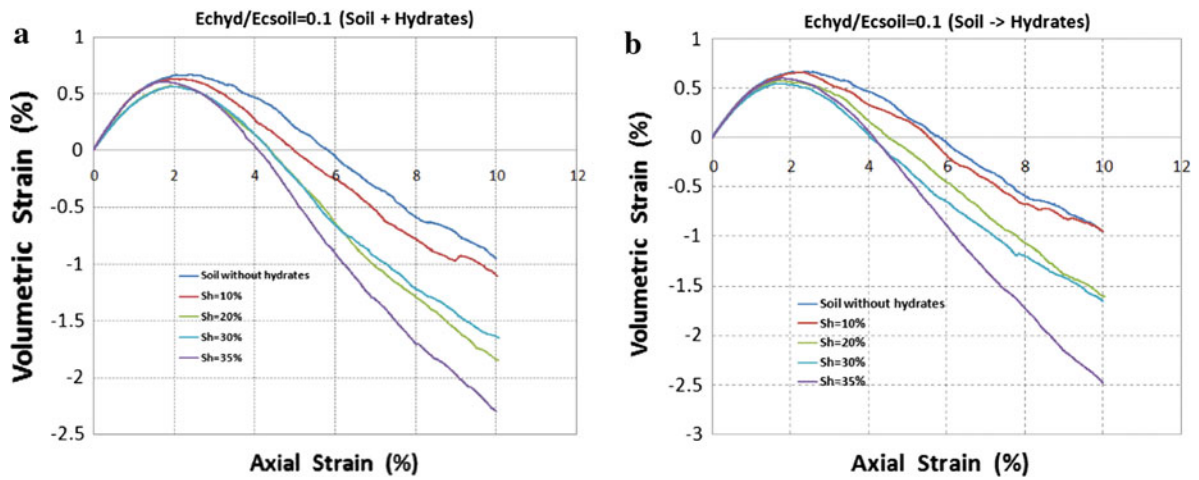 a
Echyd/Ecsoil=0.1 (Soil + Hydrates)
Volumetric Strain (%)
1
0.5
0
-0.5
-1
-1.5
-2
-2.5
0 2 4 6 8 10 12
Soil without hydrates
Sh=10%
Sh=20%
Sh=30%
Sh=35%
Axial Strain (%)
b
Echyd/Ecsoil=0.1 (Soil -> Hydrates)
Volumetric Strain (%)
1
0.5
0
-0.5
-1
-1.5
-2
-2.5
-3
0 2 4 6 8 10 12
Soil without hydrates
Sh=10%
Sh=20%
Sh=30%
Sh=35%
Axial Strain (%)